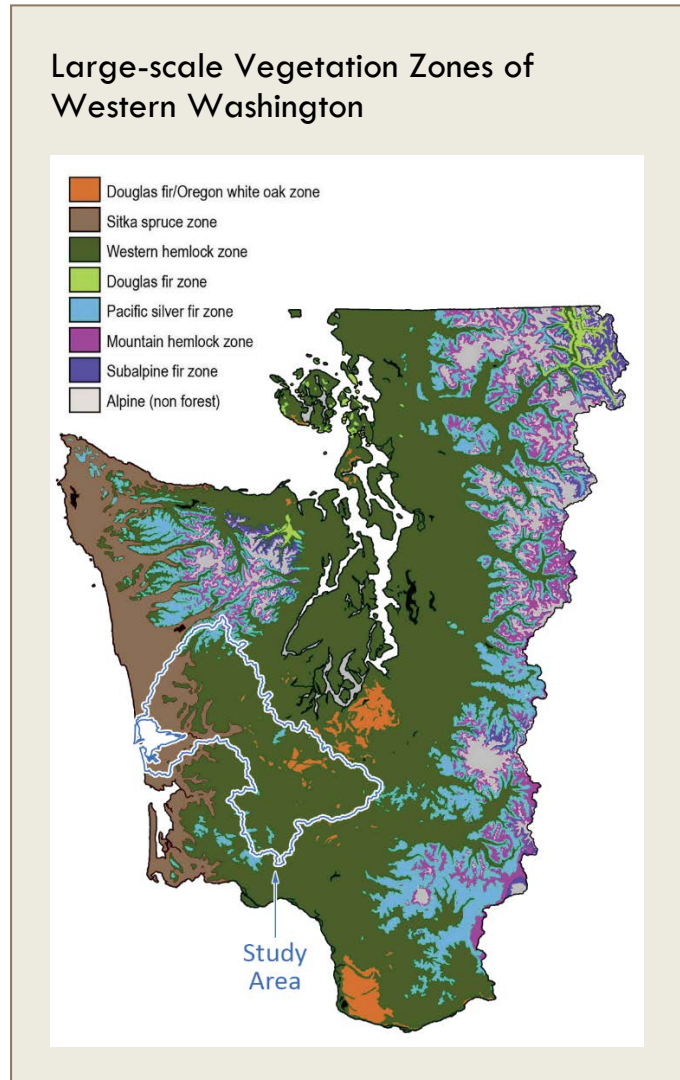 Large-scale Vegetation Zones of
Western Washington
Douglas fir/Oregon white oak zone
Sitka spruce zone
Western hemlock zone
Douglas fir zone
Pacific silver fir zone
Mountain hemlock zone
Subalpine fir zone
Alpine (non forest)
Study
Area